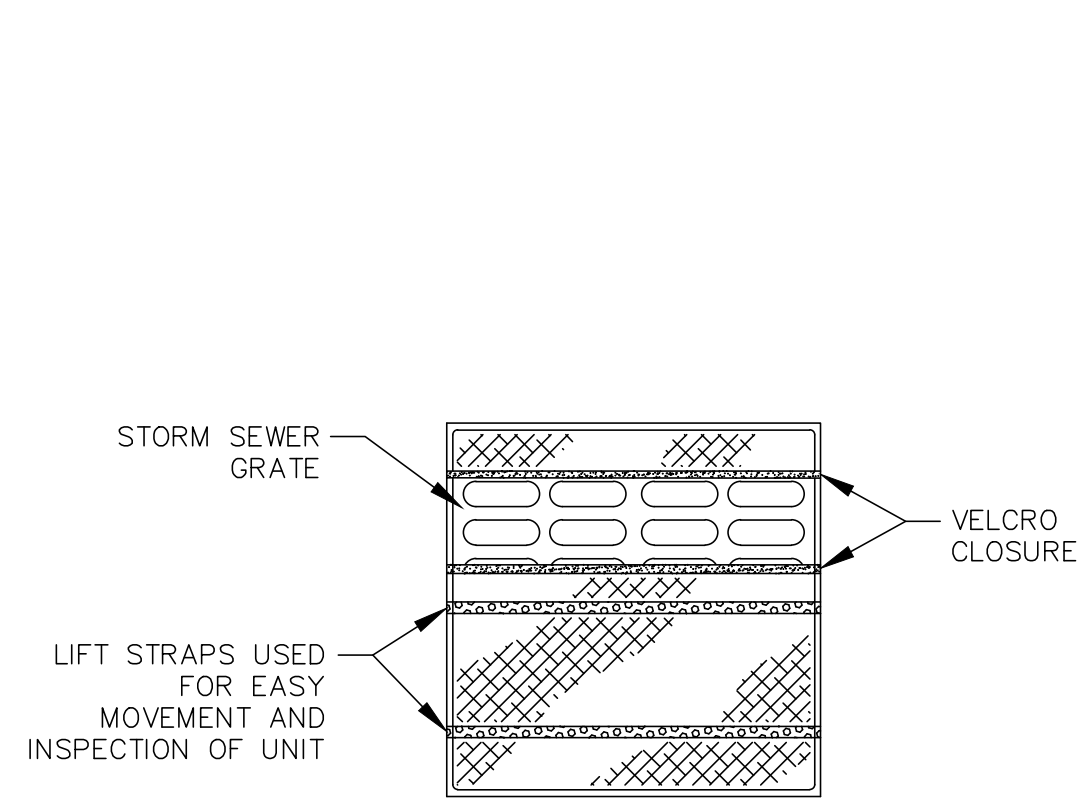 STORM SEWER
GRATE
VELCRO
CLOSURE
LIFT STRAPS USED
FOR EASY
MOVEMENT AND
INSPECTION OF UNIT